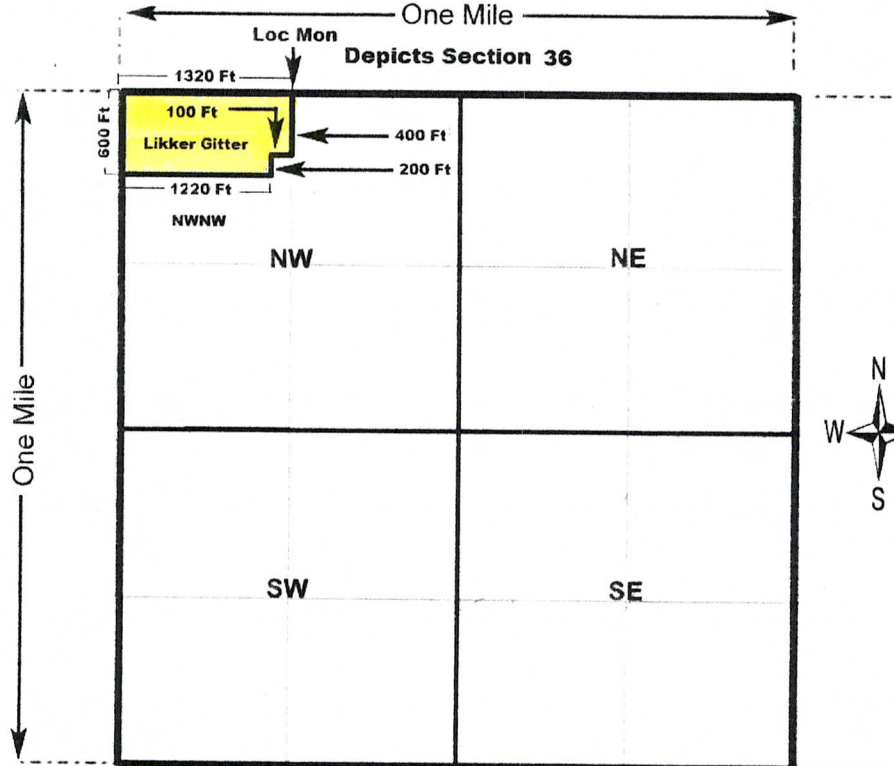 One Mile
Loc Mon
Depicts Section 36
1320 Ft
100 Ft
600 Ft
Likker Gitter
400 Ft
200 Ft
1220 Ft
NWNW
NW
NE
One Mile
N
W
S
SW
SE